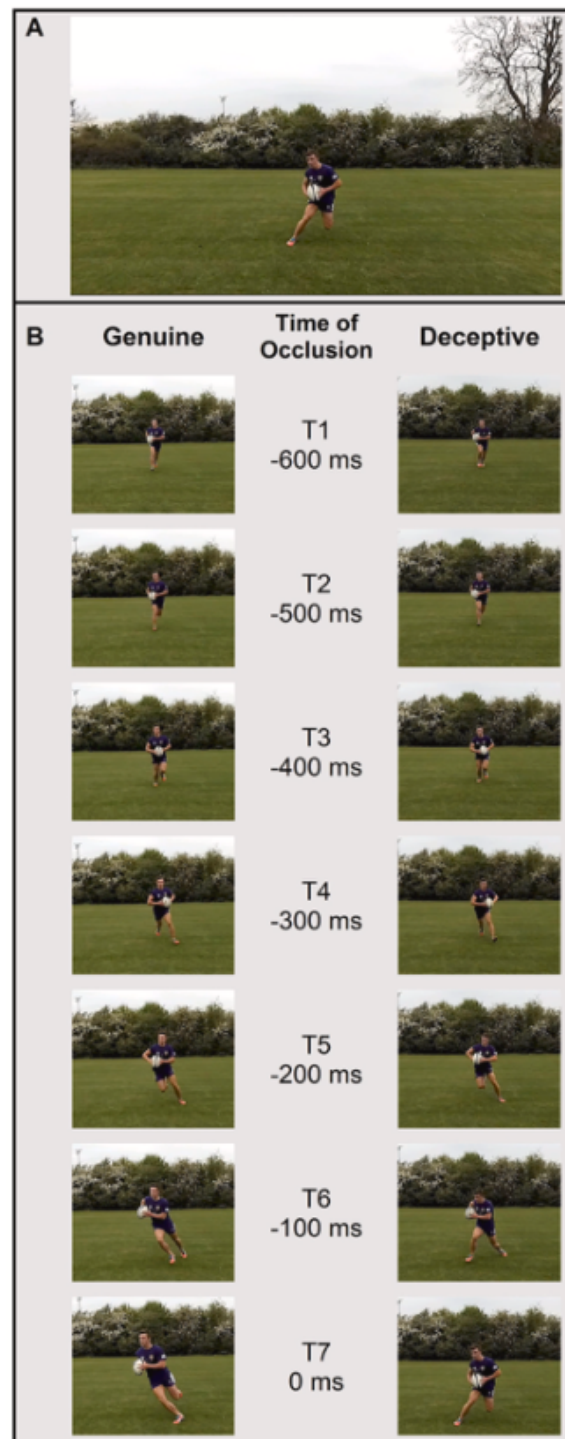 A
B
Genuine
Time of
Occlusion
Deceptive
T1
-600 ms
T2
-500 ms
T3
-400 ms
T4
-300 ms
T5
-200 ms
T6
-100 ms
T7
0 ms